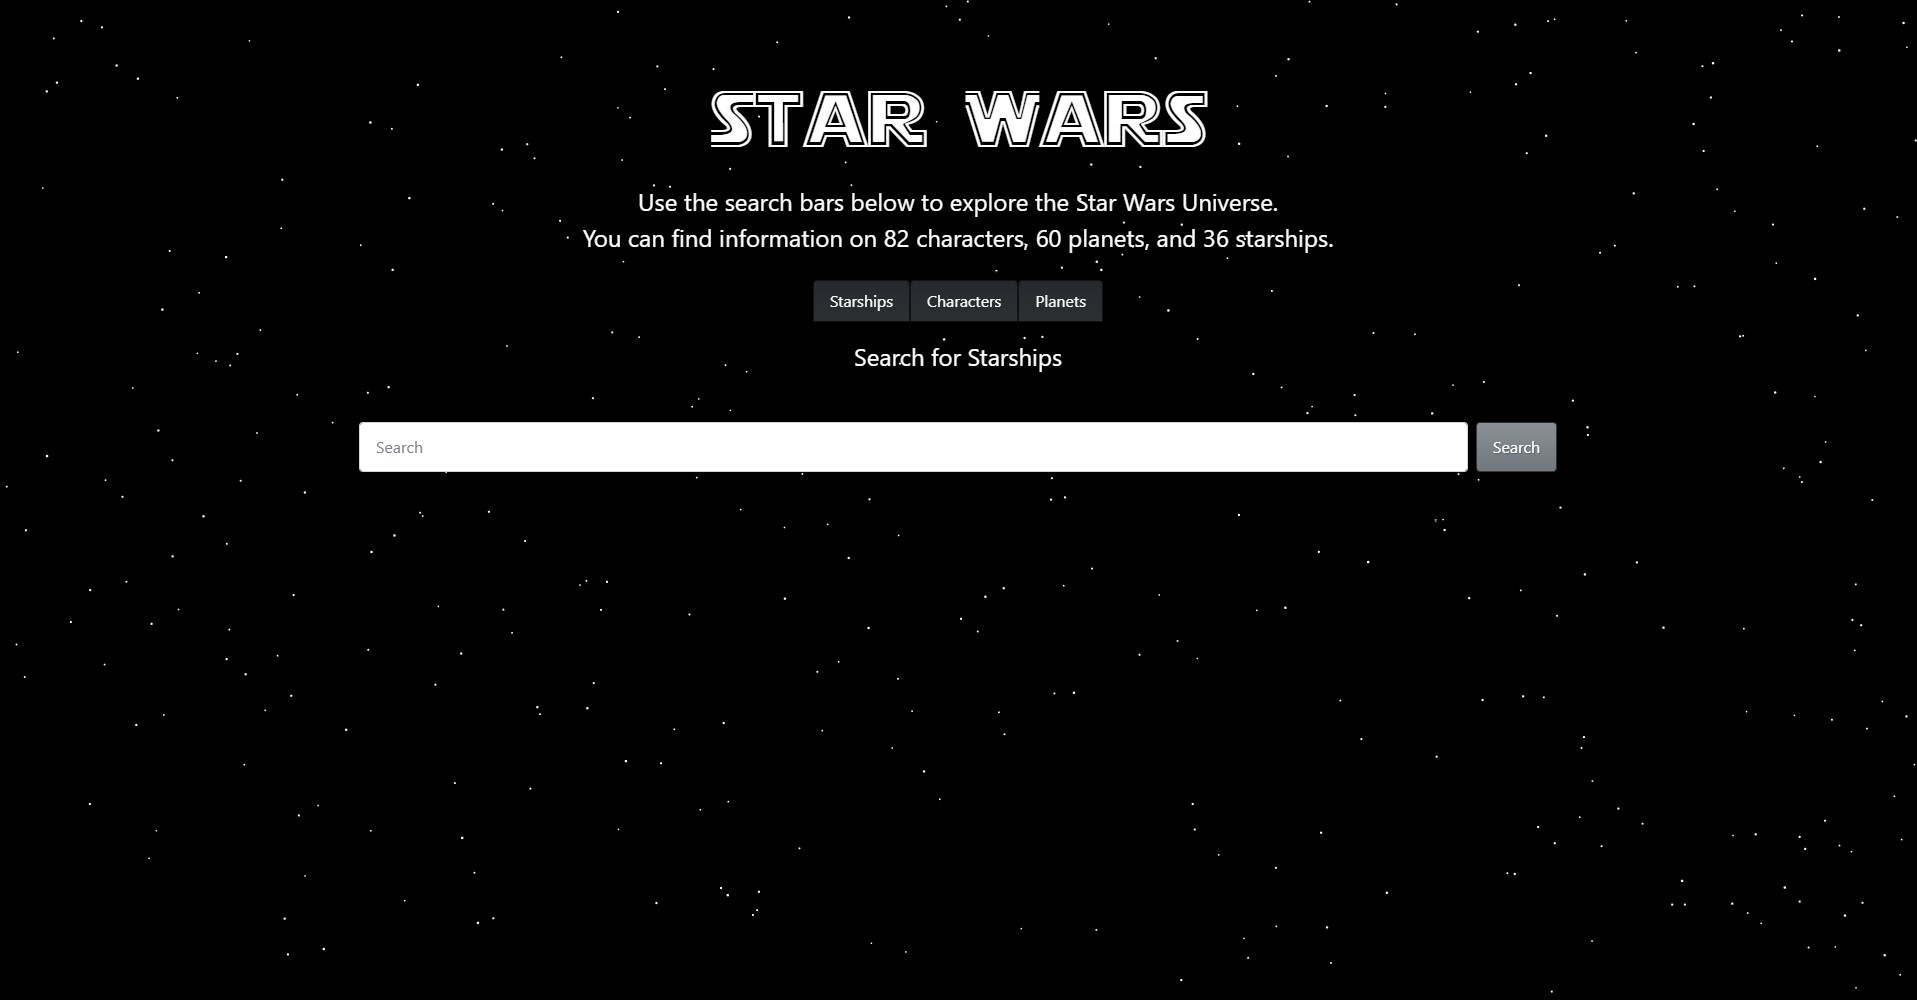 STAR WARS
Use the search bars below to explore the Star Wars Universe.
You can find information on 82 characters, 60 planets, and 36 starships.
Starships Characters Planets
Search for Starships
Search Search